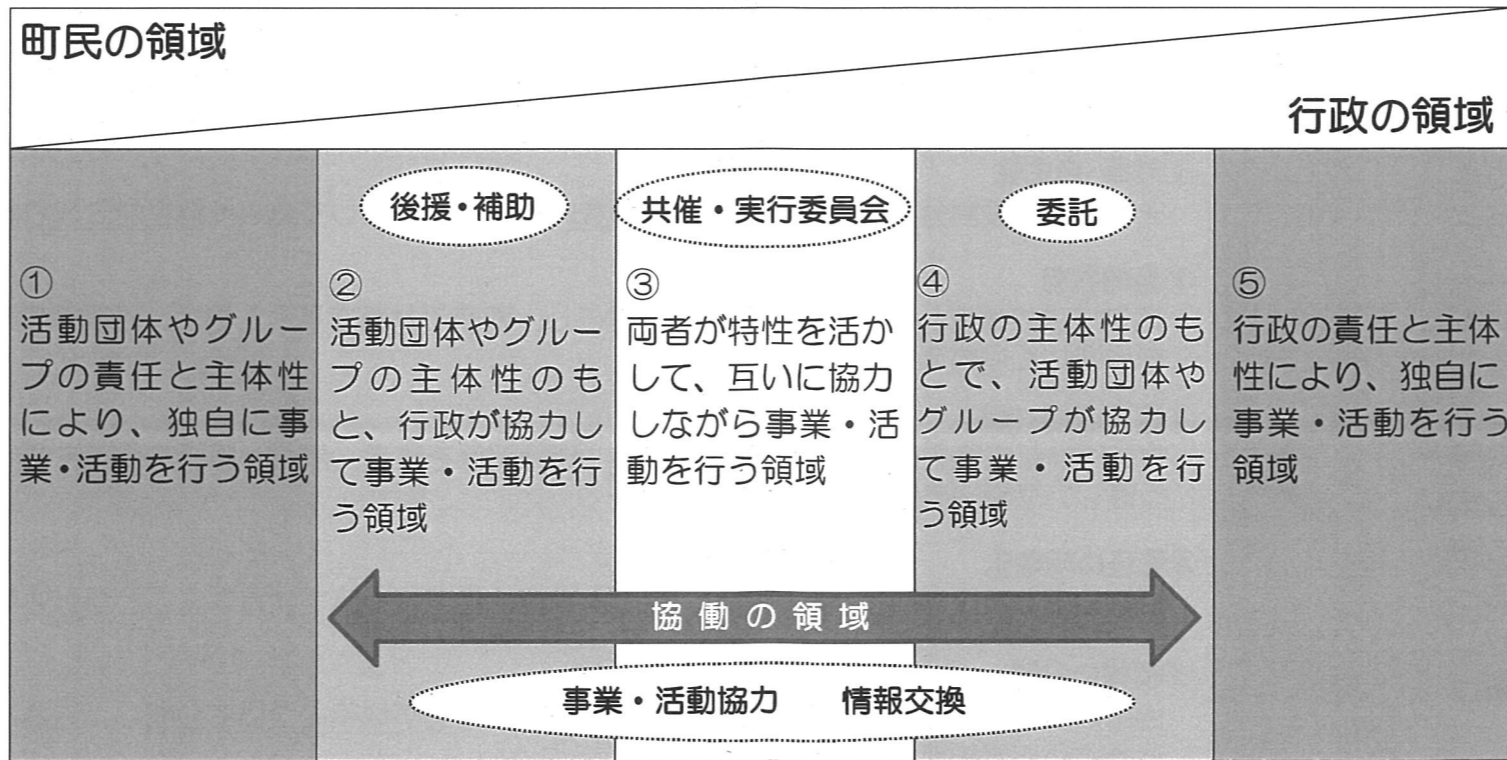 町民の領域
行政の領域
後援・補助
共催・実行委員会
委託
①
活動団体やグルー
プの責任と主体性
により、独自に事
業・活動を行う領域
②
活動団体やグルー
プの主体性のも
と、行政が協力し
て事業・活動を行
う領域
③
両者が特性を活か
して、互いに協力
しながら事業・活
動を行う領域
④
行政の主体性のも
とで、活動団体や
グループが協力し
て事業・活動を行
う領域
⑤
行政の責任と主体
性により、独自に
事業・活動を行う
領域
協働の領域
事業・活動協力　情報交換